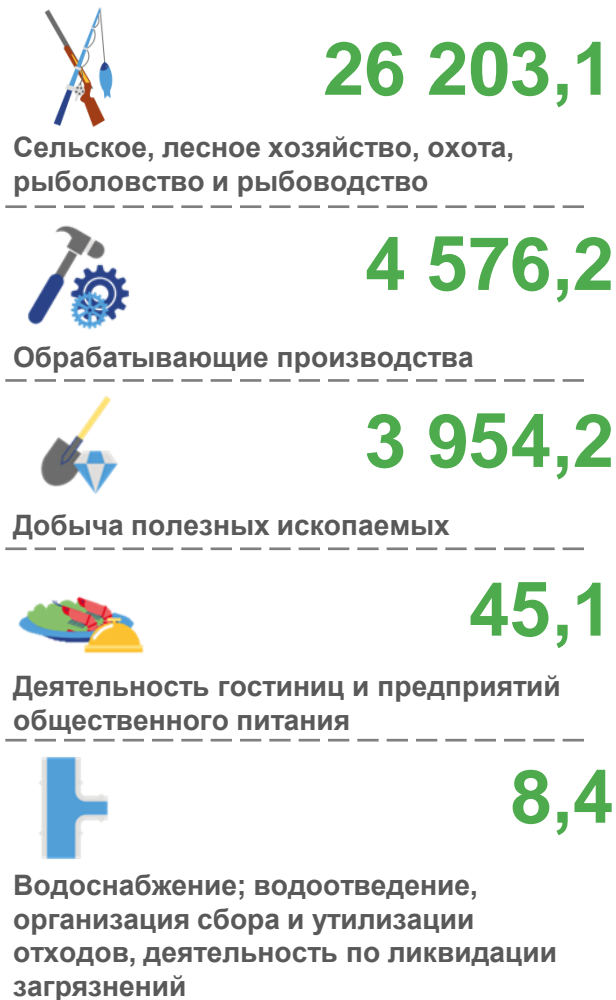 26 203,1
Сельское, лесное хозяйство, охота,
рыболовство и рыбоводство
4 576,2
Обрабатывающие производства
3 954,2
Добыча полезных ископаемых
45,1
Деятельность гостиниц и предприятий
общественного питания
8,4
Водоснабжение; водоотведение,
организация сбора и утилизации
отходов, деятельность по ликвидации
загрязнений